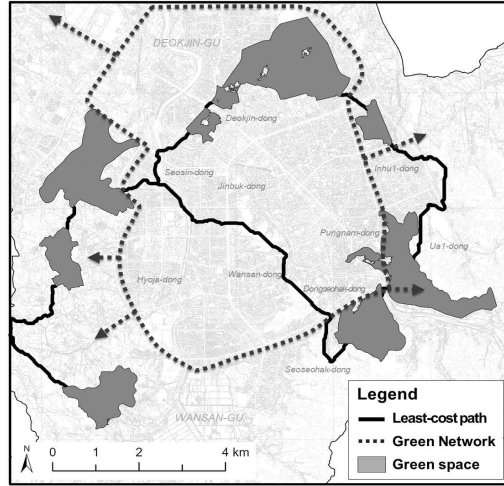 DEOKJIN-GU
Deokjin-dong
Seosin-dong
Inhu1-dong
Jinbuk-dong
Pungnam-dong
Ua1-dong
Hyoja-dong
Wansan-dong
Dongseohak-dong
Seoseohak-dong
WANSAN-GU
N
0 1 2 4 km
Legend
Least-cost path
Green Network
Green space